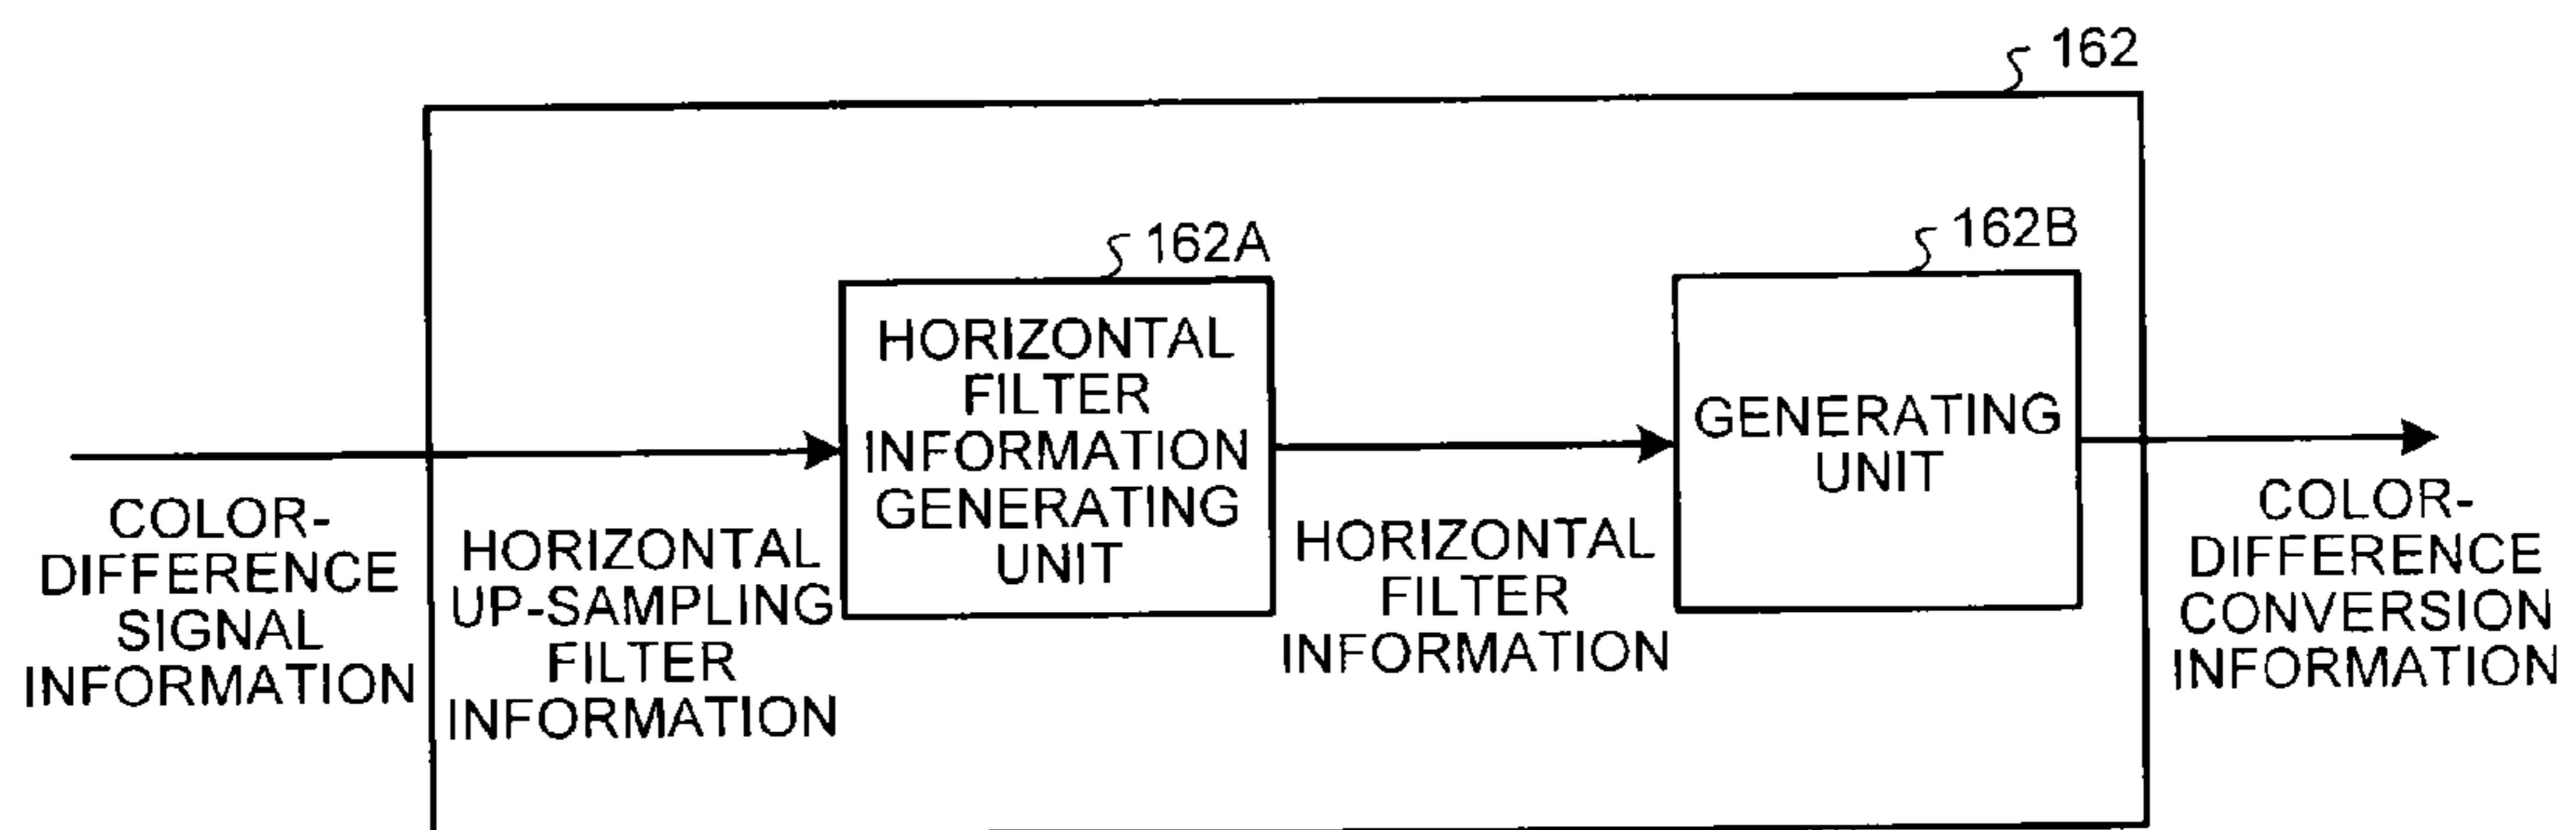 162
162A
162B
HORIZONTAL
FILTER
INFORMATION
GENERATING
UNIT
GENERATING
UNIT
COLOR-
DIFFERENCE
SIGNAL
INFORMATION
HORIZONTAL
UP-SAMPLING
FILTER
INFORMATION
HORIZONTAL
FILTER
INFORMATION
COLOR-
DIFFERENCE
CONVERSION
INFORMATION